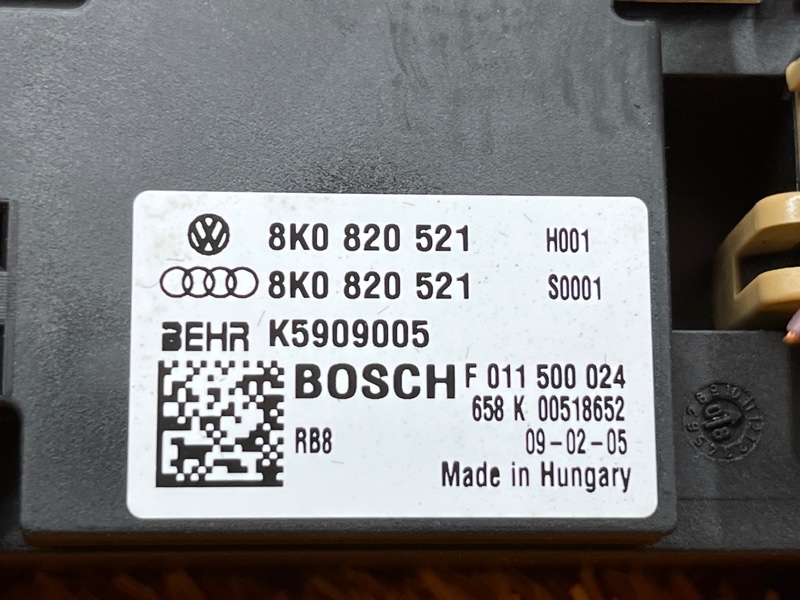 8K0 820 521 H001
8K0 820 521 S0001
BEHR K5909005
BOSCH F 011 500 024
658 K 00518652
RB8 09-02-05
Made in Hungary